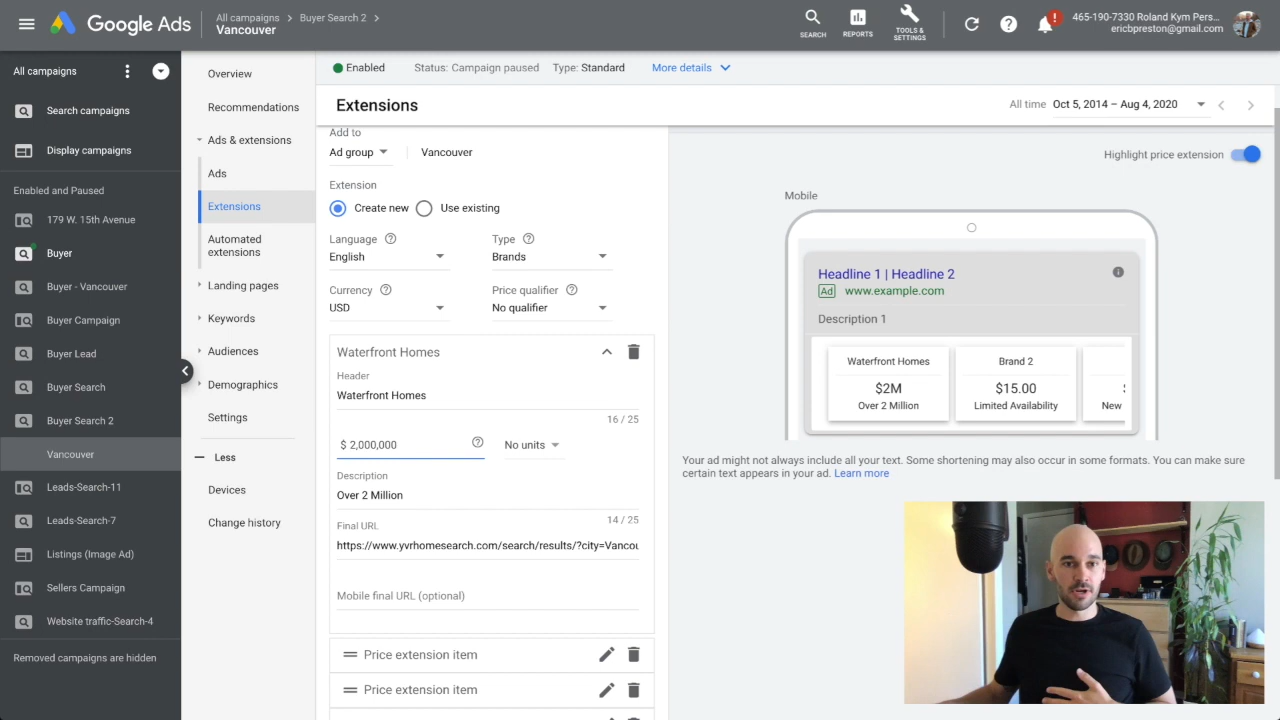 Google Ads
All campaigns > Buyer Search 2 >
Vancouver
SEARCH
REPORTS
TOOLS &
SETTINGS
465-190-7330 Roland Kym Pers...
ericbpreston@gmail.com
All campaigns
Search campaigns
Display campaigns
Enabled and Paused
179 W. 15th Avenue
Buyer
Buyer - Vancouver
Buyer Campaign
Buyer Lead
Buyer Search
Buyer Search 2
Vancouver
Leads-Search-11
Leads-Search-7
Listings (Image Ad)
Sellers Campaign
Website traffic-Search-4
Removed campaigns are hidden
Overview
Recommendations
Ads & extensions
Ads
Extensions
Automated
extensions
Landing pages
Keywords
Audiences
Demographics
Settings
Less
Devices
Change history
Enabled Status: Campaign paused Type: Standard More details
Extensions
All time Oct 5, 2014 – Aug 4, 2020
Add to
Ad group Vancouver
Extension
Create new Use existing
Language Type
English Brands
Currency Price qualifier
USD No qualifier
Waterfront Homes
Header
Waterfront Homes
16 / 25
$ 2,000,000 No units
Description
Over 2 Million
14 / 25
Final URL
https://www.yvrhomesearch.com/search/results/?city=Vancou
Mobile final URL (optional)
Price extension item
Price extension item
Highlight price extension
Mobile
Headline 1 | Headline 2
Ad www.example.com
Description 1
Waterfront Homes
$2M
Over 2 Million
Brand 2
$15.00
Limited Availability
New
Your ad might not always include all your text. Some shortening may also occur in some formats. You can make sure
certain text appears in your ad. Learn more